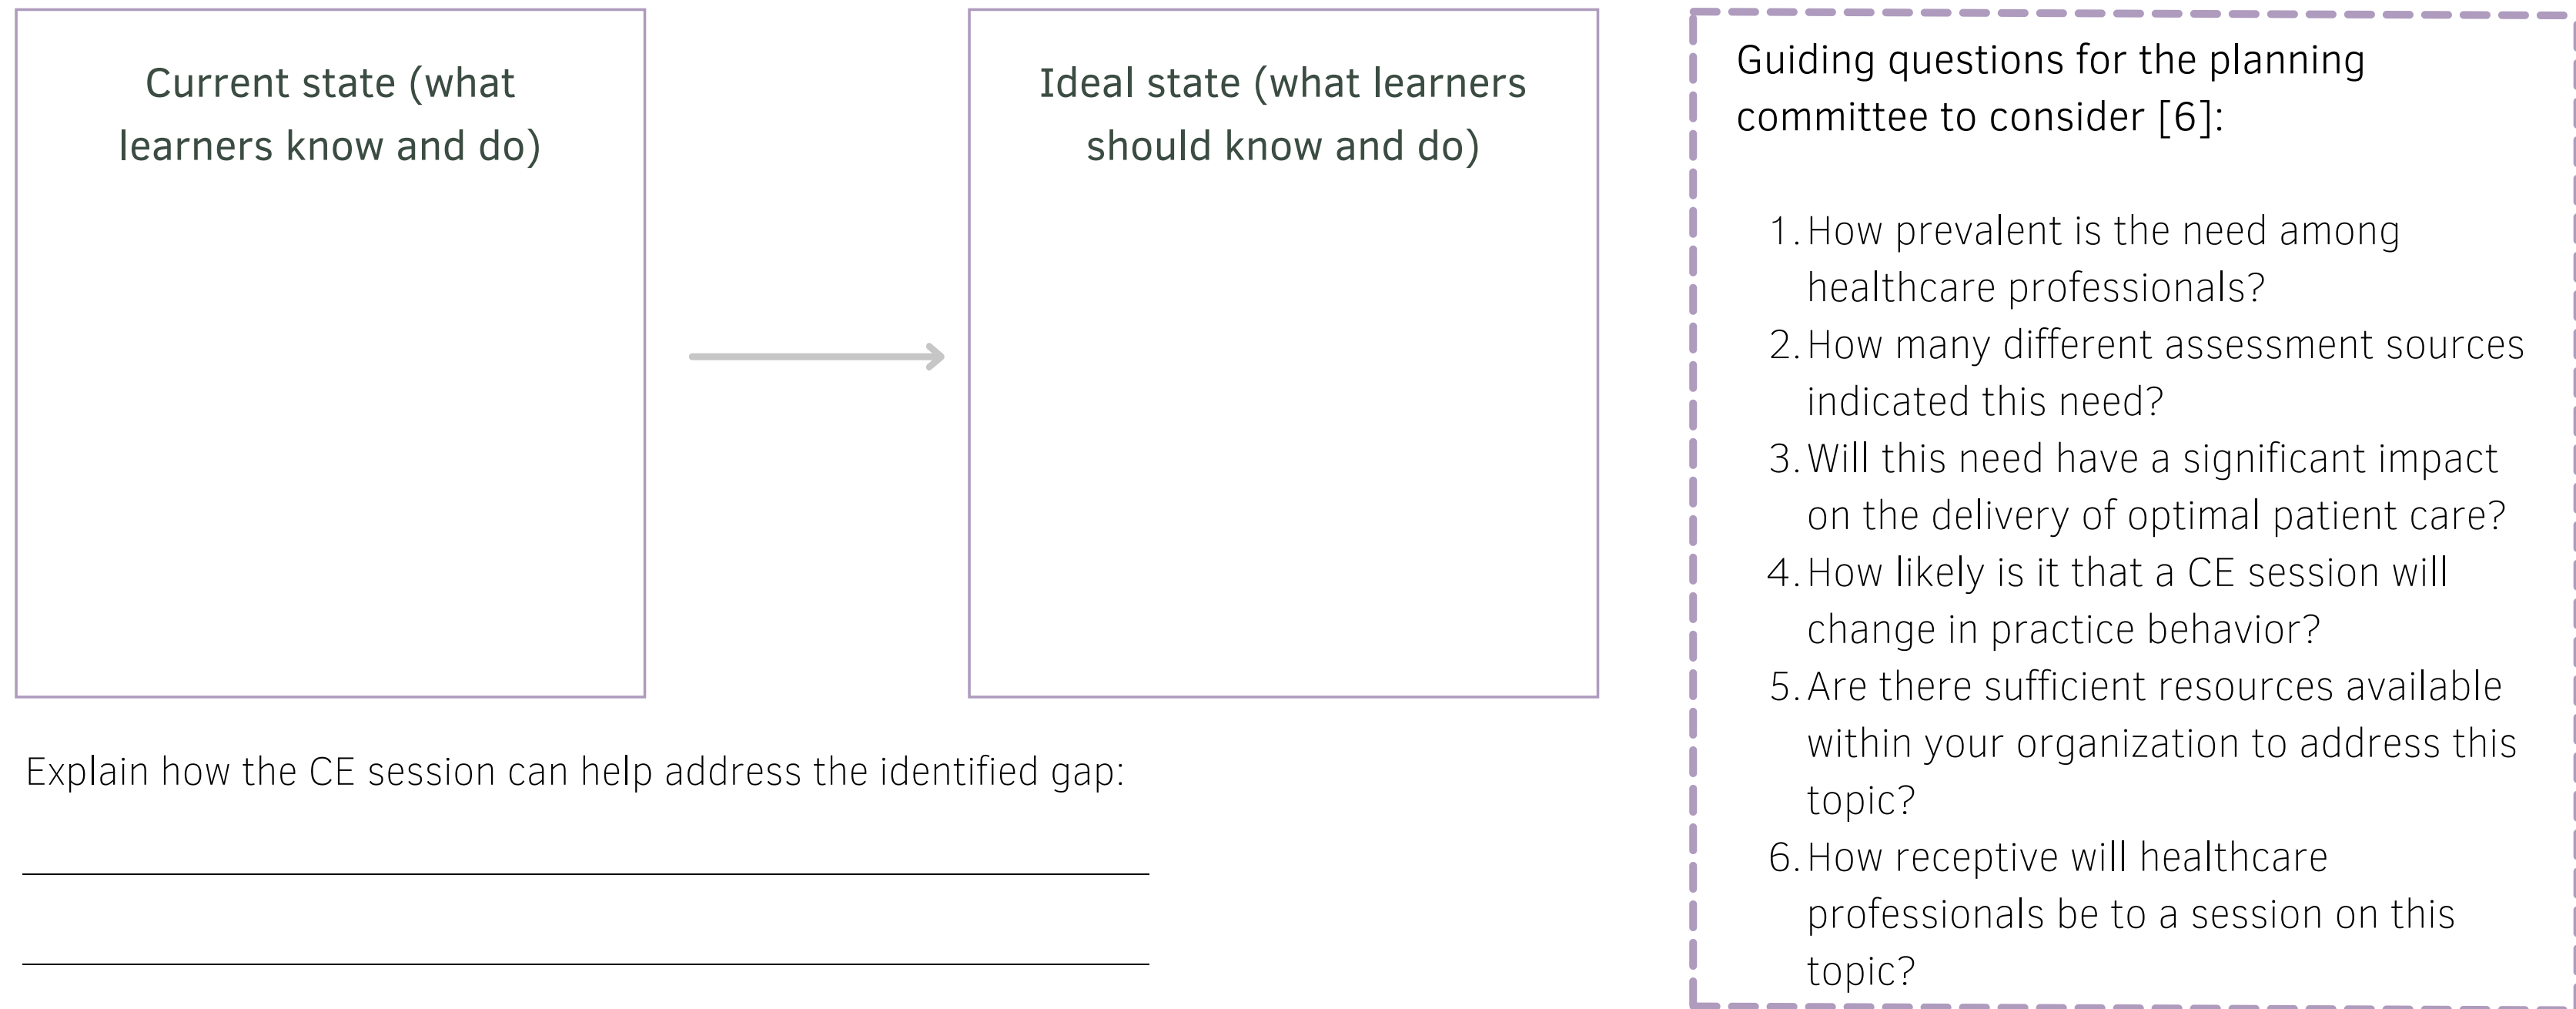 Current state (what
learners know and do)
Ideal state (what learners
should know and do)
Explain how the CE session can help address the identified gap:
Guiding questions for the planning
committee to consider [6]:
1. How prevalent is the need among
healthcare professionals?
2. How many different assessment sources
indicated this need?
3. Will this need have a significant impact
on the delivery of optimal patient care?
4. How likely is it that a CE session will
change in practice behavior?
5. Are there sufficient resources available
within your organization to address this
topic?
6. How receptive will healthcare
professionals be to a session on this
topic?